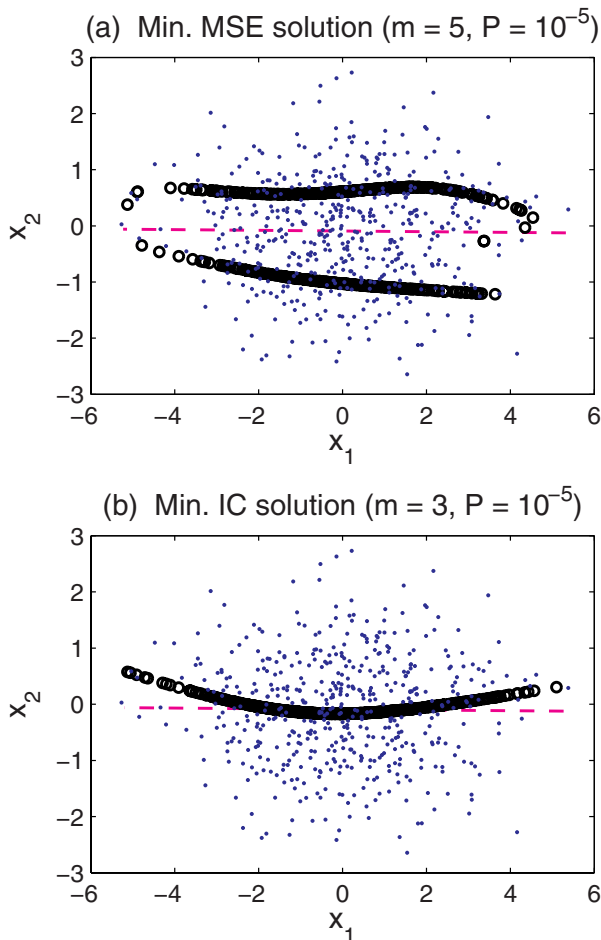 (a) Min. MSE solution (m = 5, P = 10⁻⁵)
3
2
1
0
−1
−2
−3
x₂
−6 −4 −2 0 2 4 6
x₁
(b) Min. IC solution (m = 3, P = 10⁻⁵)
3
2
1
0
−1
−2
−3
x₂
−6 −4 −2 0 2 4 6
x₁